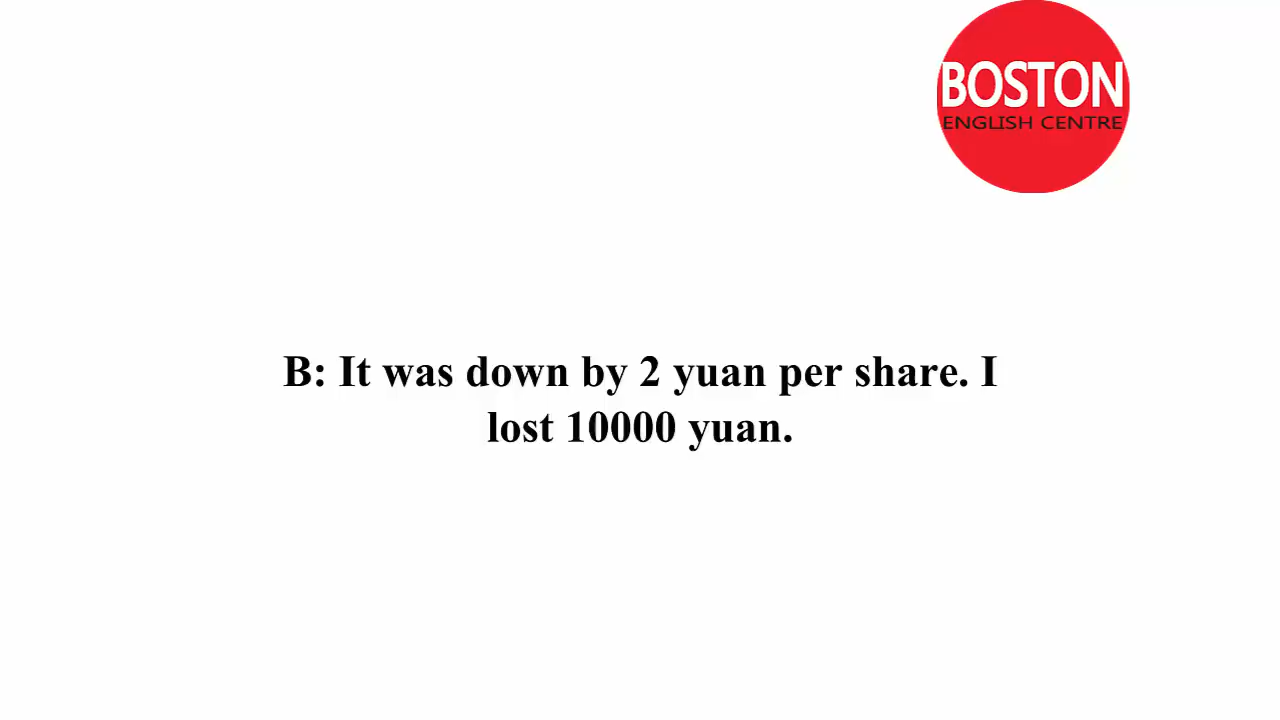 BOSTON
ENGLISH CENTRE
B: It was down by 2 yuan per share. I
lost 10000 yuan.